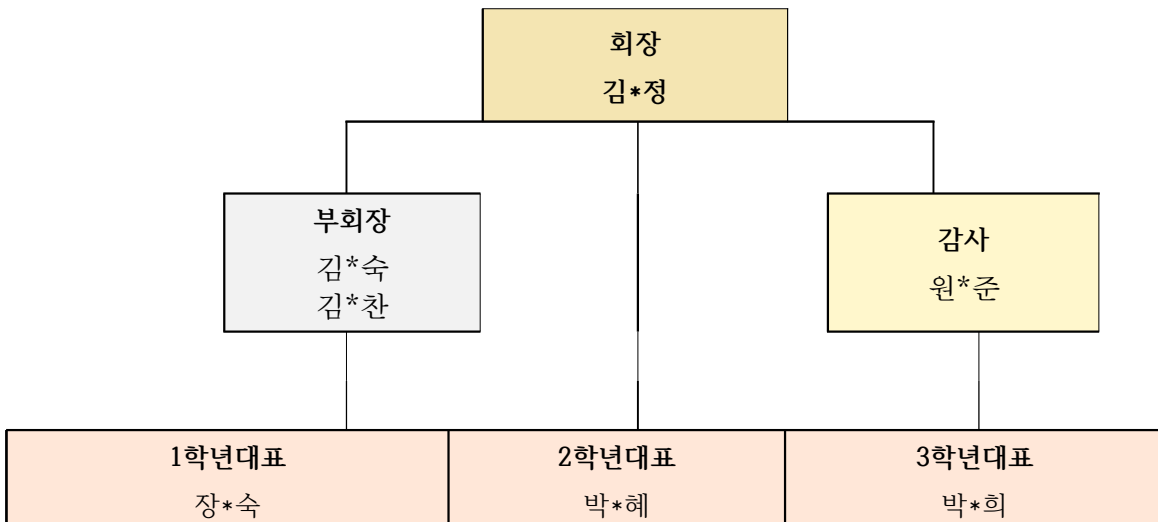 회장
김*정
부회장
김*숙
김*찬
감사
원*준
1학년대표
2학년대표
3학년대표
장*숙
박*혜
박*희